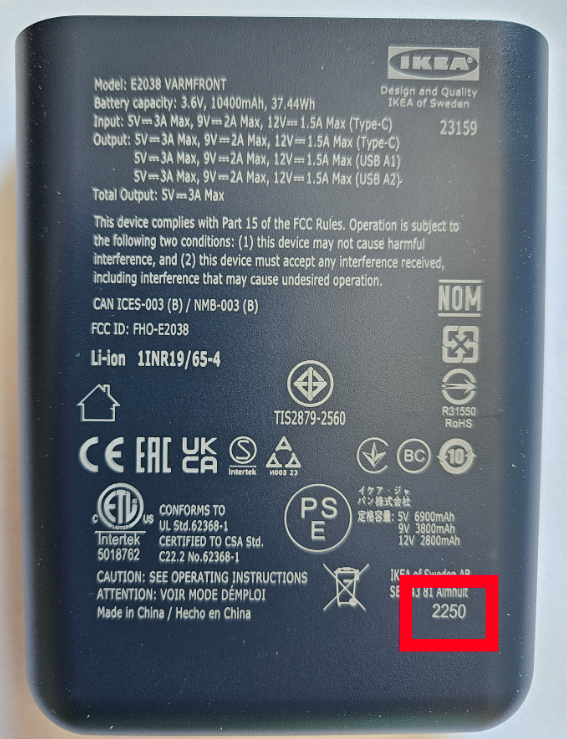 IKEA
Design and Quality
IKEA of Sweden
23159
Model: E2038 VARMFRONT
Battery capacity: 3.6V, 10400mAh, 37.44Wh
Input: 5V⎓3A Max, 9V⎓2A Max, 12V⎓1.5A Max (Type-C)
Output: 5V⎓3A Max, 9V⎓2A Max, 12V⎓1.5A Max (Type-C)
5V⎓3A Max, 9V⎓2A Max, 12V⎓1.5A Max (USB A1)
5V⎓3A Max, 9V⎓2A Max, 12V⎓1.5A Max (USB A2)
Total Output: 5V⎓3A Max
This device complies with Part 15 of the FCC Rules. Operation is subject to
the following two conditions: (1) this device may not cause harmful
interference, and (2) this device must accept any interference received,
including interference that may cause undesired operation.
CAN ICES-003 (B) / NMB-003 (B)
FCC ID: FHO-E2038
Li-ion 1INR19/65-4
NOM
TIS2879-2560
R31550
RoHS
CE EAC UK CA
S Intertek
N005 23
BC
10
ETL
c us
Intertek
5018762
CONFORMS TO
UL Std.62368-1
CERTIFIED TO CSA Std.
C22.2 No.62368-1
PS
E
イケア・ジャ
パン株式会社
定格容量: 5V 6900mAh
9V 3800mAh
12V 2800mAh
CAUTION: SEE OPERATING INSTRUCTIONS
ATTENTION: VOIR MODE DÉMPLOI
Made in China / Hecho en China
IKEA of Sweden AB
43 81 Älmhult
2250